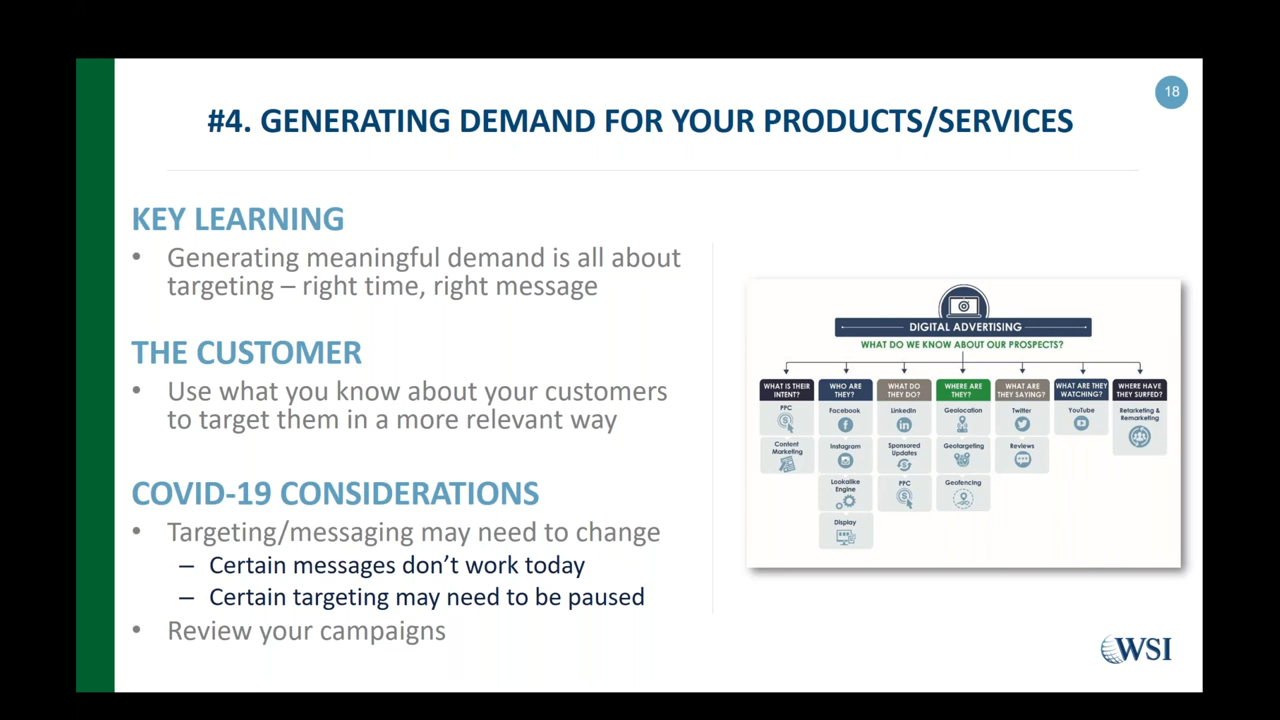 18
#4. GENERATING DEMAND FOR YOUR PRODUCTS/SERVICES
KEY LEARNING
• Generating meaningful demand is all about
targeting – right time, right message
THE CUSTOMER
• Use what you know about your customers
to target them in a more relevant way
COVID-19 CONSIDERATIONS
• Targeting/messaging may need to change
– Certain messages don’t work today
– Certain targeting may need to be paused
• Review your campaigns
DIGITAL ADVERTISING
WHAT DO WE KNOW ABOUT OUR PROSPECTS?
WHAT IS THEIR
INTENT?
PPC
Content
Marketing
WHO ARE
THEY?
Facebook
Instagram
Lookalike
Engine
Display
WHAT DO
THEY DO?
LinkedIn
Sponsored
Updates
PPC
WHERE ARE
THEY?
Geolocation
Geotargeting
Geofencing
WHAT ARE
THEY SAYING?
Twitter
Reviews
WHAT ARE THEY
WATCHING?
YouTube
WHERE HAVE
THEY SURFED?
Retarketing &
Remarketing
WSI